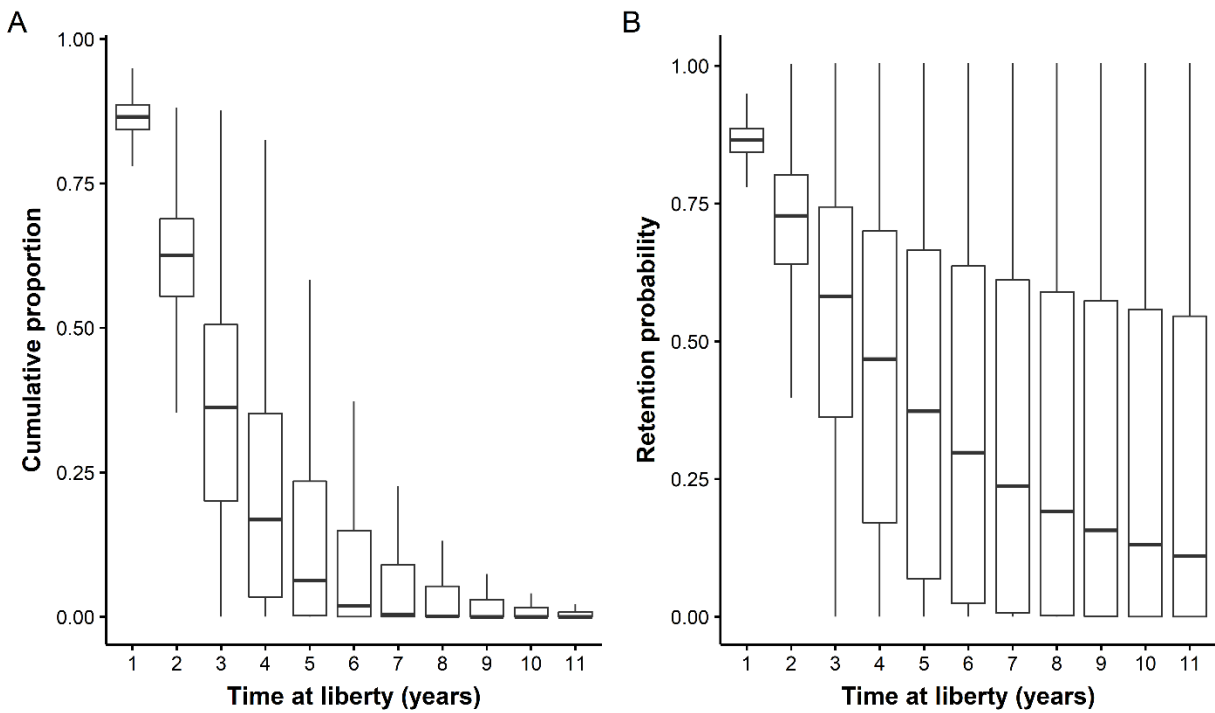 A
Cumulative proportion
1.00
0.75
0.50
0.25
0.00
1 2 3 4 5 6 7 8 9 10 11
Time at liberty (years)
B
Retention probability
1.00
0.75
0.50
0.25
0.00
1 2 3 4 5 6 7 8 9 10 11
Time at liberty (years)